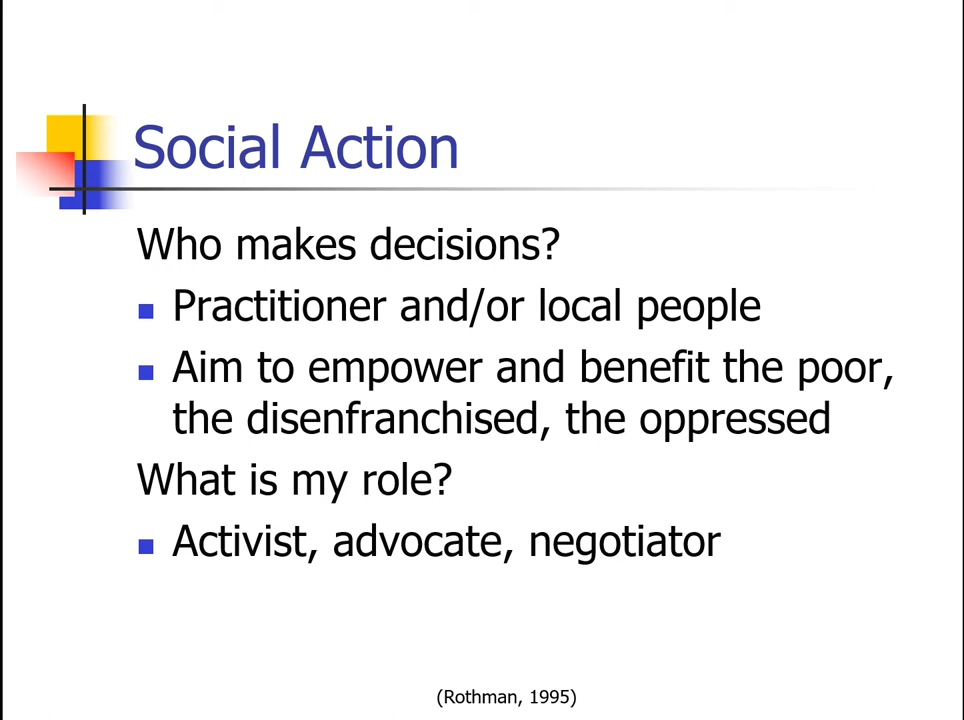 Social Action
Who makes decisions?
Practitioner and/or local people
Aim to empower and benefit the poor,
the disenfranchised, the oppressed
What is my role?
Activist, advocate, negotiator
(Rothman, 1995)